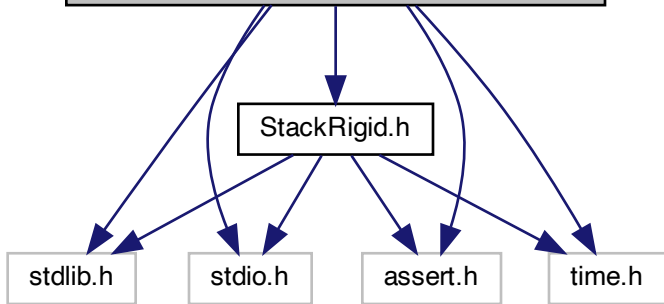 StackRigid.h
stdlib.h
stdio.h
assert.h
time.h